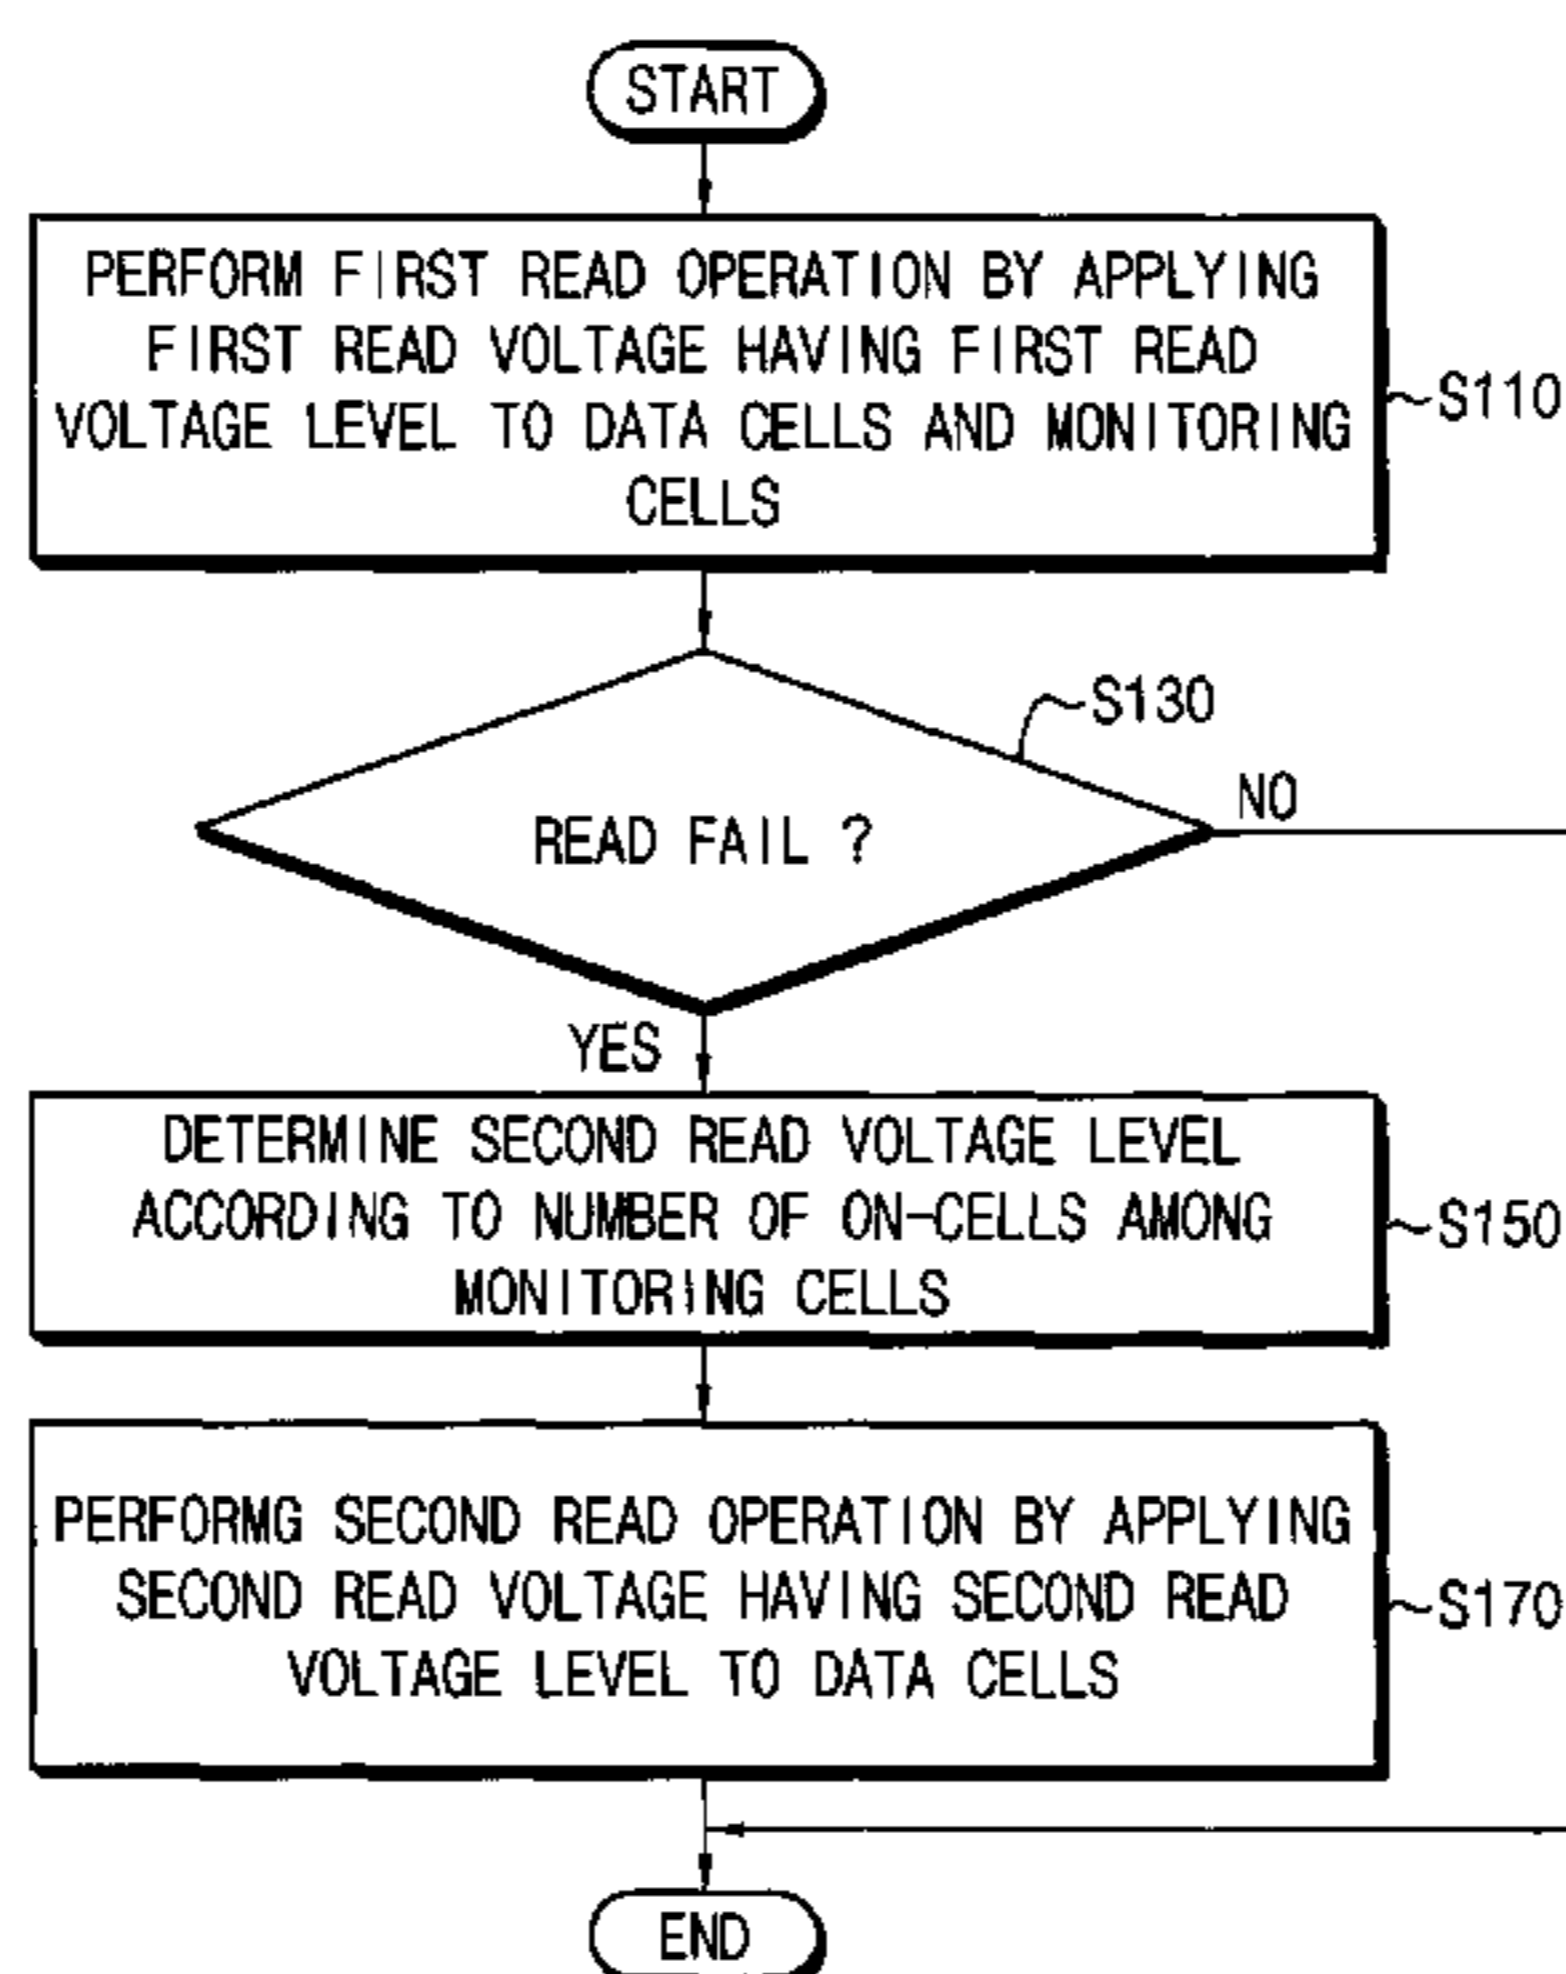 START
PERFORM FIRST READ OPERATION BY APPLYING
FIRST READ VOLTAGE HAVING FIRST READ
VOLTAGE LEVEL TO DATA CELLS AND MONITORING
CELLS
S110
S130
READ FAIL ?
NO
YES
DETERMINE SECOND READ VOLTAGE LEVEL
ACCORDING TO NUMBER OF ON-CELLS AMONG
MONITORING CELLS
S150
PERFORMG SECOND READ OPERATION BY APPLYING
SECOND READ VOLTAGE HAVING SECOND READ
VOLTAGE LEVEL TO DATA CELLS
S170
END